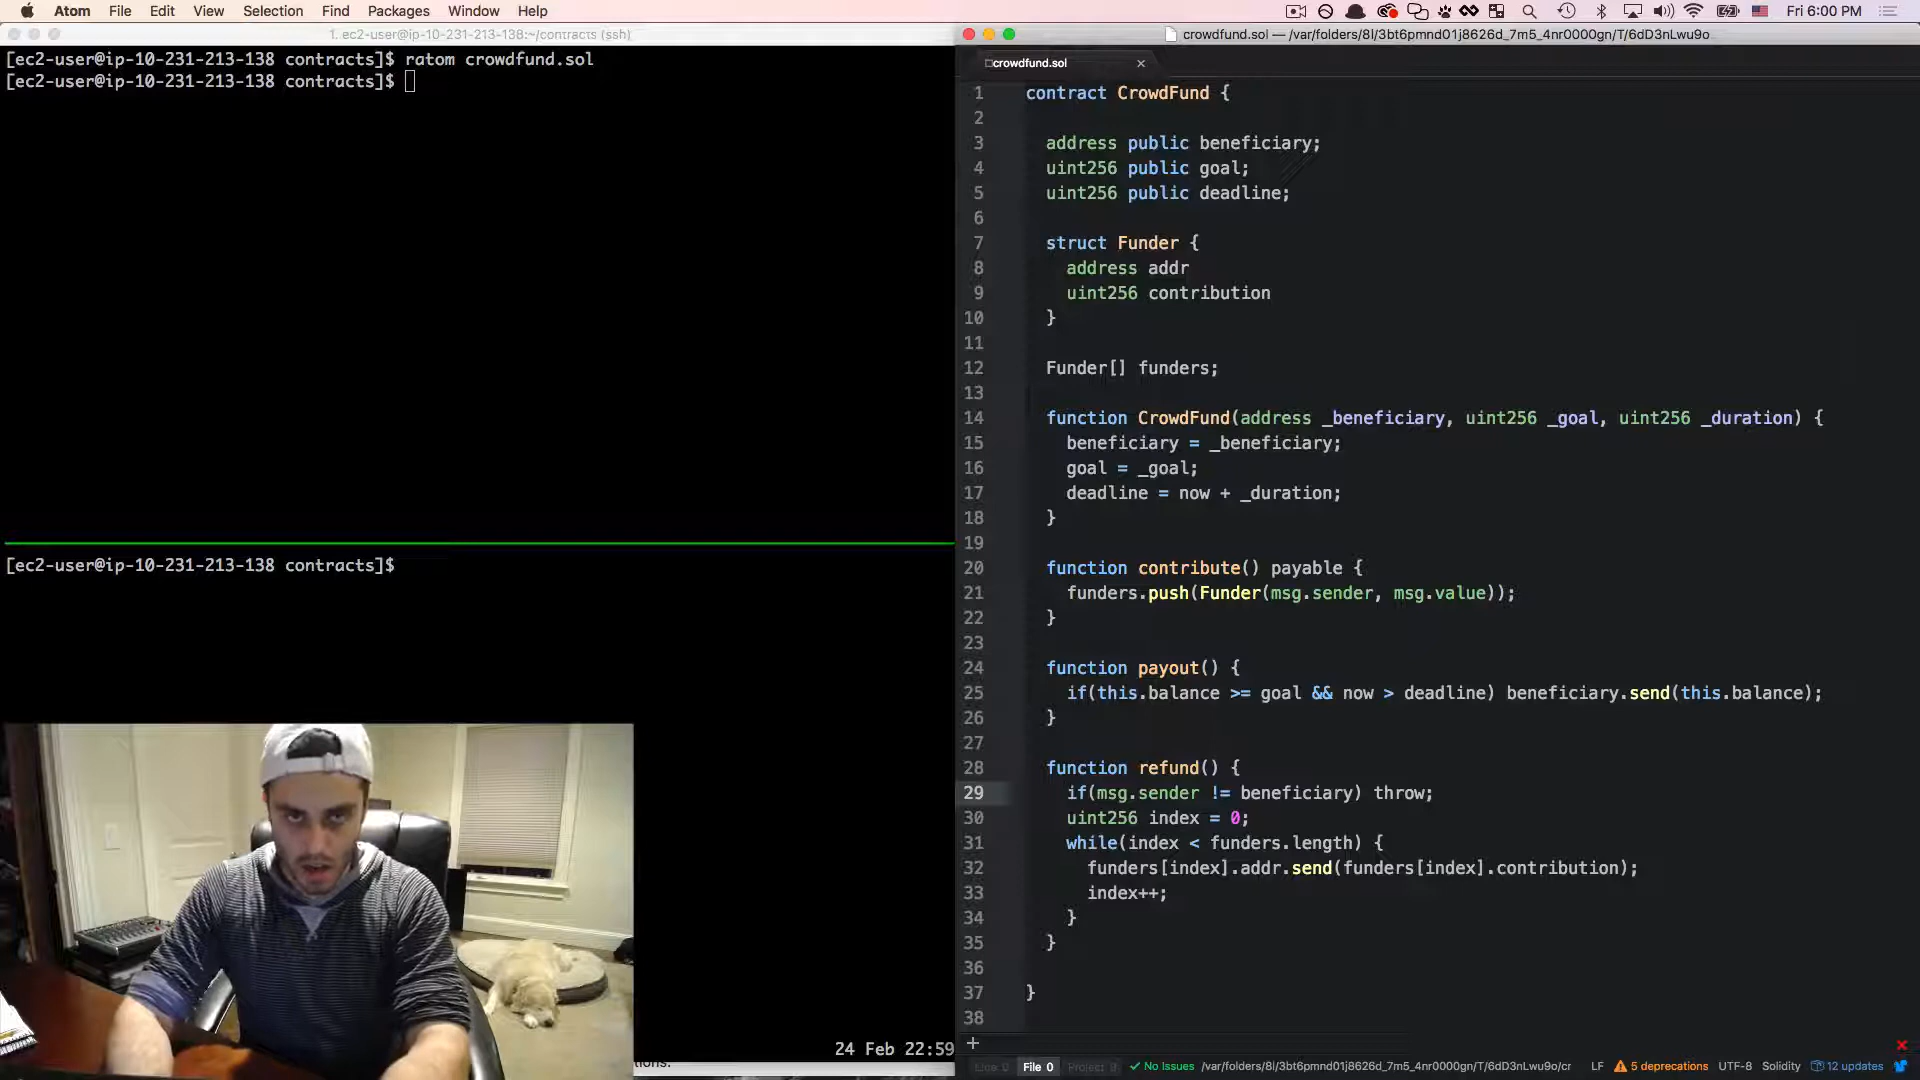 Atom File Edit View Selection Find Packages Window Help Fri 6:00 PM
1. ec2-user@ip-10-231-213-138:~/contracts (ssh)
[ec2-user@ip-10-231-213-138 contracts]$ ratom crowdfund.sol
[ec2-user@ip-10-231-213-138 contracts]$
[ec2-user@ip-10-231-213-138 contracts]$
24 Feb 22:59
crowdfund.sol — /var/folders/8l/3bt6pmnd01j8626d_7m5_4nr0000gn/T/6dD3nLwu9o
crowdfund.sol
1 contract CrowdFund {
2
3 address public beneficiary;
4 uint256 public goal;
5 uint256 public deadline;
6
7 struct Funder {
8 address addr
9 uint256 contribution
10 }
11
12 Funder[] funders;
13
14 function CrowdFund(address _beneficiary, uint256 _goal, uint256 _duration) {
15 beneficiary = _beneficiary;
16 goal = _goal;
17 deadline = now + _duration;
18 }
19
20 function contribute() payable {
21 funders.push(Funder(msg.sender, msg.value));
22 }
23
24 function payout() {
25 if(this.balance >= goal && now > deadline) beneficiary.send(this.balance);
26 }
27
28 function refund() {
29 if(msg.sender != beneficiary) throw;
30 uint256 index = 0;
31 while(index < funders.length) {
32 funders[index].addr.send(funders[index].contribution);
33 index++;
34 }
35 }
36
37 }
38
+
Line 0 File 0 Project 0 No Issues /var/folders/8l/3bt6pmnd01j8626d_7m5_4nr0000gn/T/6dD3nLwu9o/cr LF 5 deprecations UTF-8 Solidity 12 updates